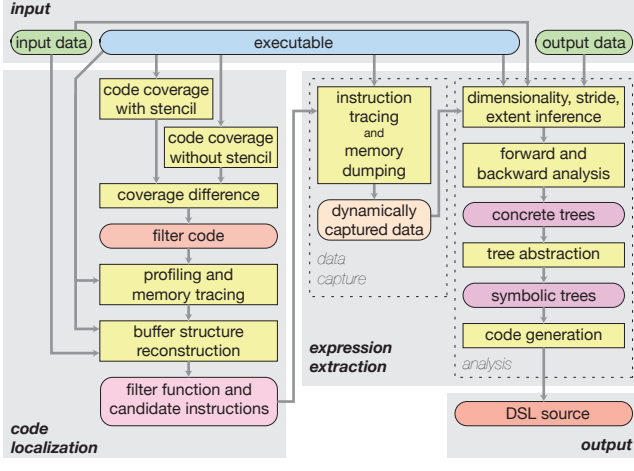 input
input data
executable
output data
code coverage
with stencil
code coverage
without stencil
coverage difference
filter code
profiling and
memory tracing
buffer structure
reconstruction
filter function and
candidate instructions
code
localization
instruction
tracing
and
memory
dumping
dynamically
captured data
data
capture
expression
extraction
dimensionality, stride,
extent inference
forward and
backward analysis
concrete trees
tree abstraction
symbolic trees
code generation
analysis
DSL source
output